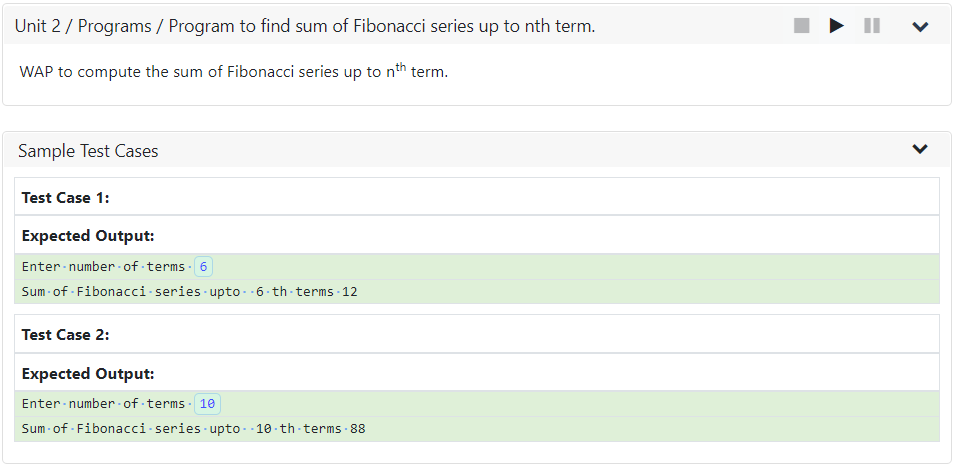 Unit 2 / Programs / Program to find sum of Fibonacci series up to nth term.
WAP to compute the sum of Fibonacci series up to nth term.
Sample Test Cases
Test Case 1:
Expected Output:
Enter·number·of·terms· 6
Sum·of·Fibonacci·series·upto··6·th·terms·12
Test Case 2:
Expected Output:
Enter·number·of·terms· 10
Sum·of·Fibonacci·series·upto··10·th·terms·88